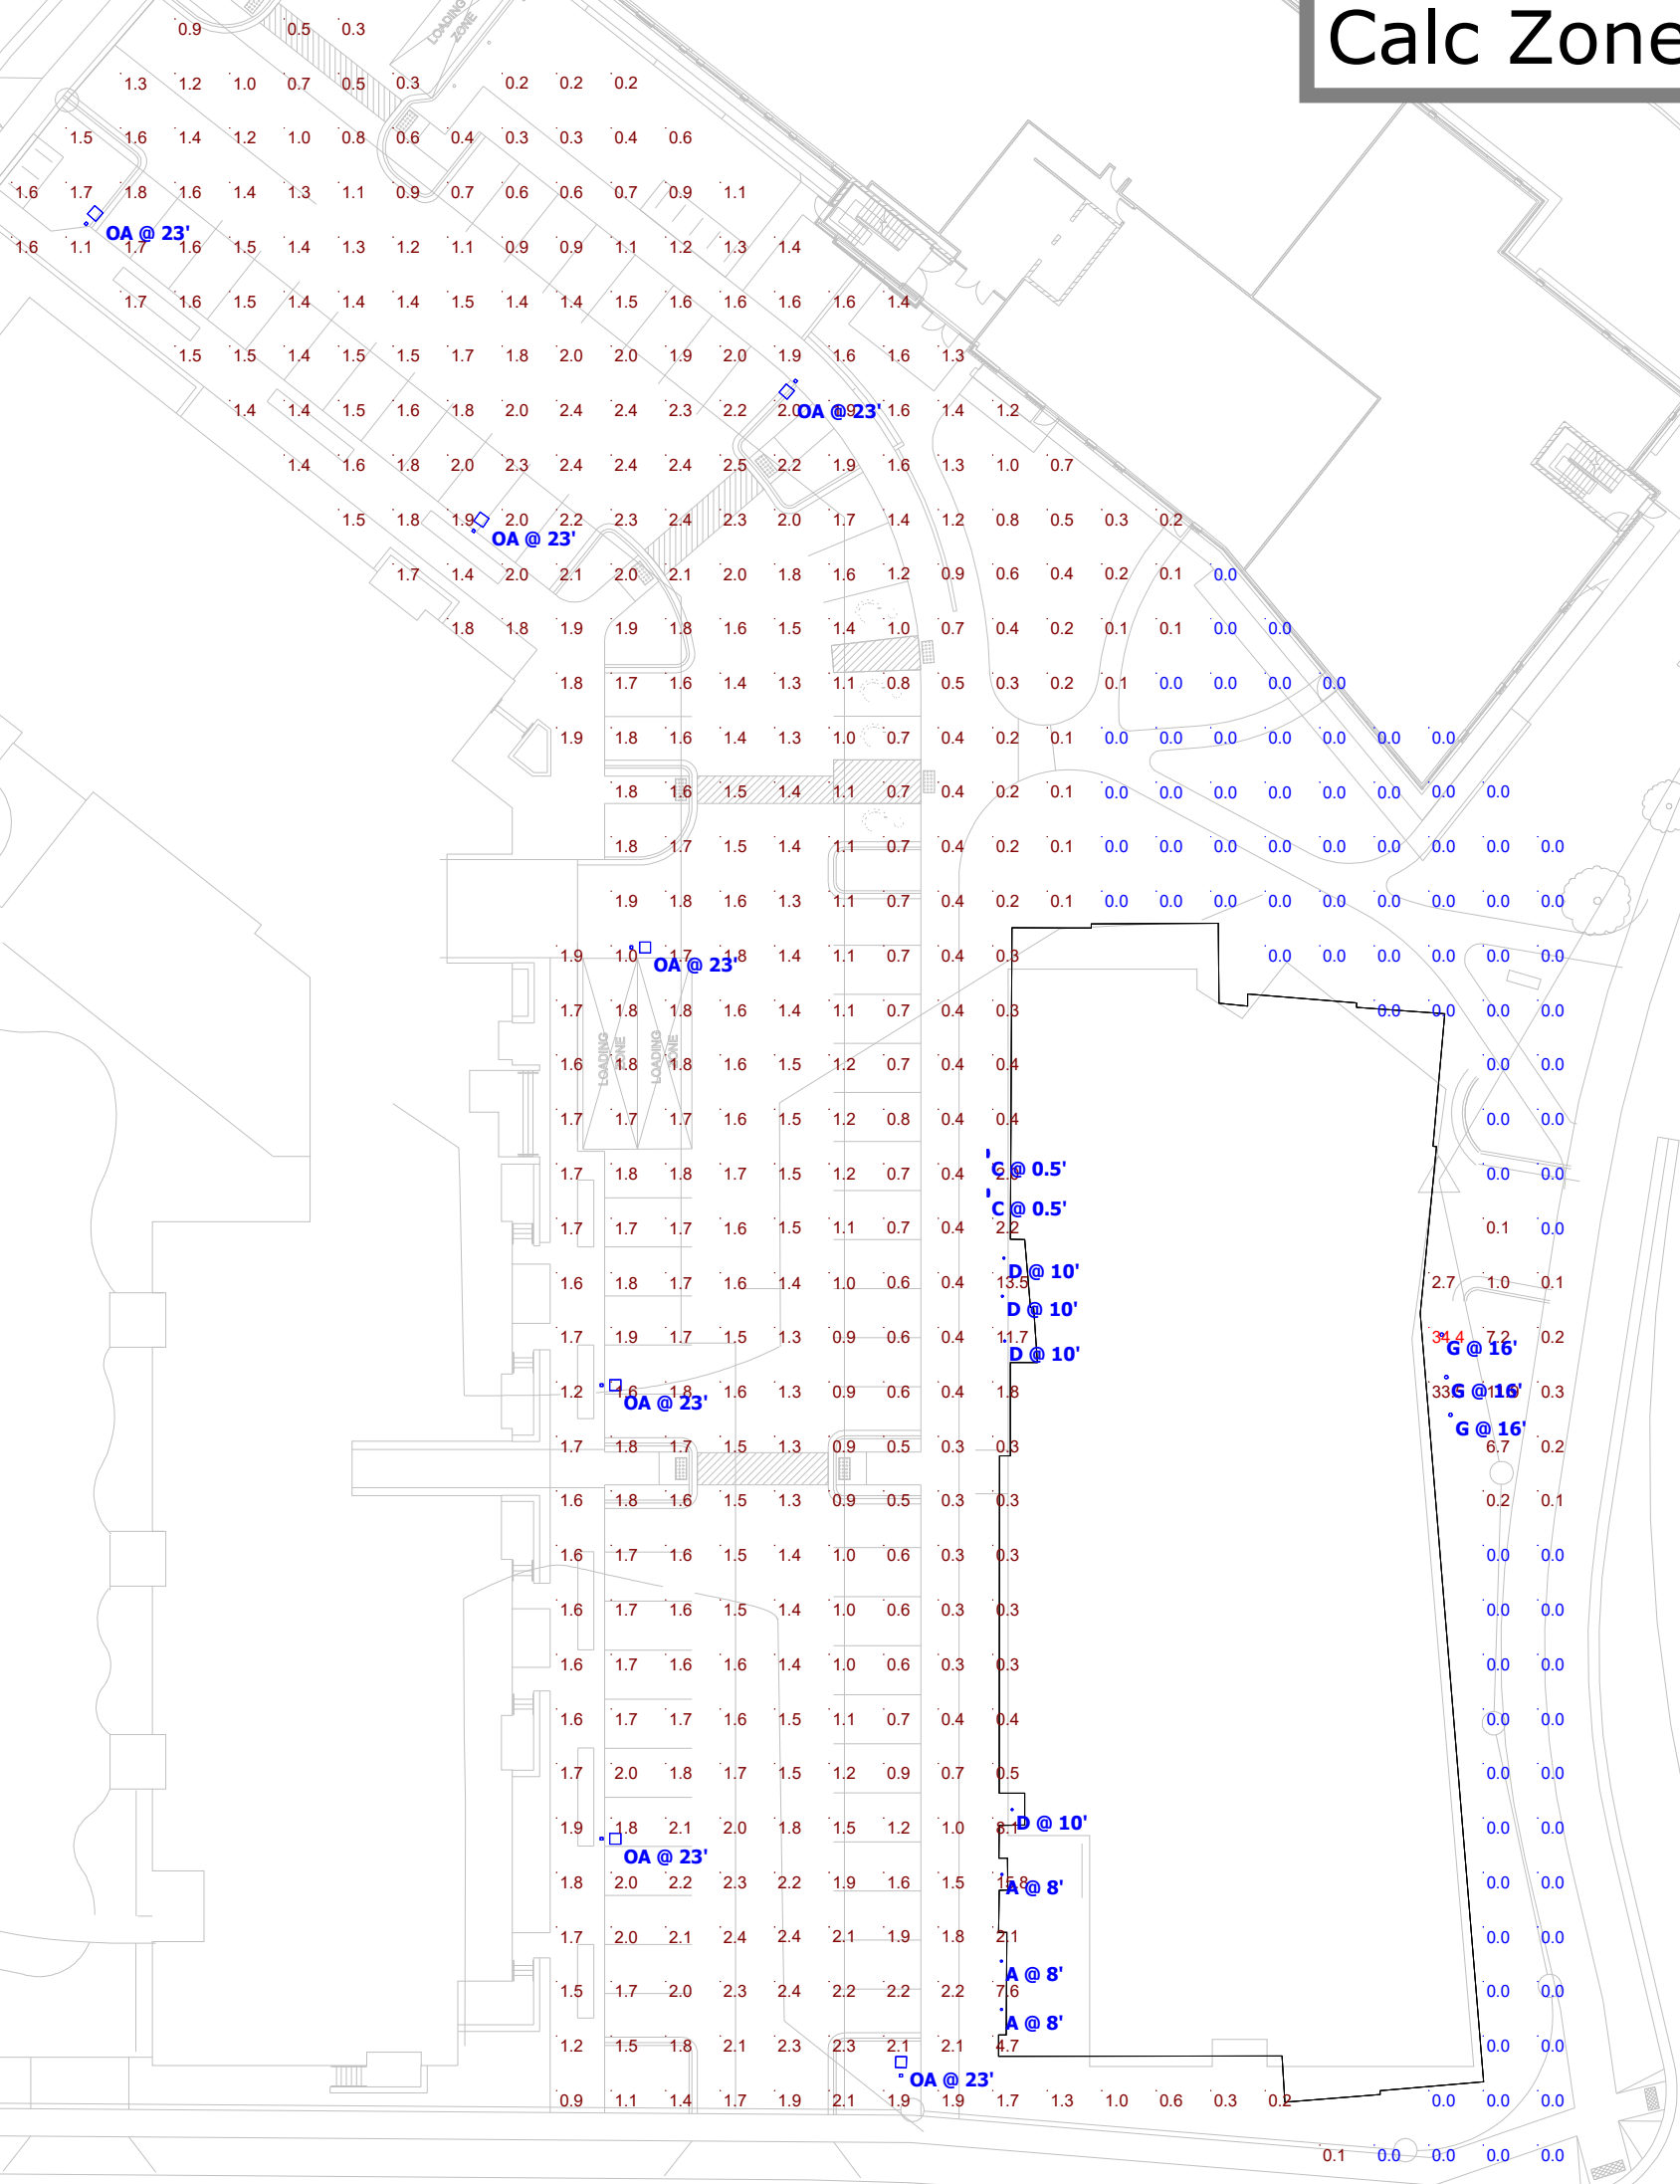 Calc Zone
LOADING
ZONE
0.9 0.5 0.3
1.3 1.2 1.0 0.7 0.5 0.3 0.2 0.2 0.2
1.5 1.6 1.4 1.2 1.0 0.8 0.6 0.4 0.3 0.3 0.4 0.6
1.6 1.7 1.8 1.6 1.4 1.3 1.1 0.9 0.7 0.6 0.6 0.7 0.9 1.1
OA @ 23'
1.6 1.1 1.7 1.6 1.5 1.4 1.3 1.2 1.1 0.9 0.9 1.1 1.2 1.3 1.4
1.7 1.6 1.5 1.4 1.4 1.4 1.5 1.4 1.4 1.5 1.6 1.6 1.6 1.6 1.4
1.5 1.5 1.4 1.5 1.5 1.7 1.8 2.0 2.0 1.9 2.0 1.9 1.6 1.6 1.3
1.4 1.4 1.5 1.6 1.8 2.0 2.4 2.4 2.3 2.2 2.0 1.9 1.6 1.4 1.2
OA @ 23'
1.4 1.6 1.8 2.0 2.3 2.4 2.4 2.4 2.5 2.2 1.9 1.6 1.3 1.0 0.7
1.5 1.8 1.9 2.0 2.2 2.3 2.4 2.3 2.0 1.7 1.4 1.2 0.8 0.5 0.3 0.2
OA @ 23'
1.7 1.4 2.0 2.1 2.0 2.1 2.0 1.8 1.6 1.2 0.9 0.6 0.4 0.2 0.1 0.0
1.8 1.8 1.9 1.9 1.8 1.6 1.5 1.4 1.0 0.7 0.4 0.2 0.1 0.1 0.0 0.0
1.8 1.7 1.6 1.4 1.3 1.1 0.8 0.5 0.3 0.2 0.1 0.0 0.0 0.0 0.0
1.9 1.8 1.6 1.4 1.3 1.0 0.7 0.4 0.2 0.1 0.0 0.0 0.0 0.0 0.0 0.0 0.0
1.8 1.6 1.5 1.4 1.1 0.7 0.4 0.2 0.1 0.0 0.0 0.0 0.0 0.0 0.0 0.0 0.0
1.8 1.7 1.5 1.4 1.1 0.7 0.4 0.2 0.1 0.0 0.0 0.0 0.0 0.0 0.0 0.0 0.0 0.0
1.9 1.8 1.6 1.3 1.1 0.7 0.4 0.2 0.1 0.0 0.0 0.0 0.0 0.0 0.0 0.0 0.0 0.0
1.9 1.0 1.7 1.8 1.4 1.1 0.7 0.4 0.3 0.0 0.0 0.0 0.0 0.0 0.0
OA @ 23'
1.7 1.8 1.8 1.6 1.4 1.1 0.7 0.4 0.3 0.0 0.0 0.0 0.0
LOADING
ZONE
LOADING
ZONE
1.6 1.8 1.8 1.6 1.5 1.2 0.7 0.4 0.4 0.0 0.0
1.7 1.7 1.7 1.6 1.5 1.2 0.8 0.4 0.4 0.0 0.0
1.7 1.8 1.8 1.7 1.5 1.2 0.7 0.4 0.0 0.0
C @ 0.5'
C @ 0.5'
1.7 1.7 1.7 1.6 1.5 1.1 0.7 0.4 2.2 0.1 0.0
D @ 10'
1.6 1.8 1.7 1.6 1.4 1.0 0.6 0.4 13.5 2.7 1.0 0.1
D @ 10'
1.7 1.9 1.7 1.5 1.3 0.9 0.6 0.4 11.7 34.4 7.2 0.2
D @ 10'
G @ 16'
1.2 1.6 1.8 1.6 1.3 0.9 0.6 0.4 1.8 0.3
G @ 16'
OA @ 23'
G @ 16'
1.7 1.8 1.7 1.5 1.3 0.9 0.5 0.3 0.3 6.7 0.2
1.6 1.8 1.6 1.5 1.3 0.9 0.5 0.3 0.3 0.2 0.1
1.6 1.7 1.6 1.5 1.4 1.0 0.6 0.3 0.3 0.0 0.0
1.6 1.7 1.6 1.5 1.4 1.0 0.6 0.3 0.3 0.0 0.0
1.6 1.7 1.6 1.6 1.4 1.0 0.6 0.3 0.3 0.0 0.0
1.6 1.7 1.7 1.6 1.5 1.1 0.7 0.4 0.4 0.0 0.0
1.7 2.0 1.8 1.7 1.5 1.2 0.9 0.7 0.5 0.0 0.0
1.9 1.8 2.1 2.0 1.8 1.5 1.2 1.0 8.1 0.0 0.0
D @ 10'
OA @ 23'
1.8 2.0 2.2 2.3 2.2 1.9 1.6 1.5 15.8 0.0 0.0
A @ 8'
1.7 2.0 2.1 2.4 2.4 2.1 1.9 1.8 2.1 0.0 0.0
A @ 8'
1.5 1.7 2.0 2.3 2.4 2.2 2.2 2.2 7.6 0.0 0.0
A @ 8'
1.2 1.5 1.8 2.1 2.3 2.3 2.1 2.1 4.7 0.0 0.0
OA @ 23'
0.9 1.1 1.4 1.7 1.9 2.1 1.9 1.9 1.7 1.3 1.0 0.6 0.3 0.2 0.0 0.0 0.0
0.1 0.0 0.0 0.0 0.0